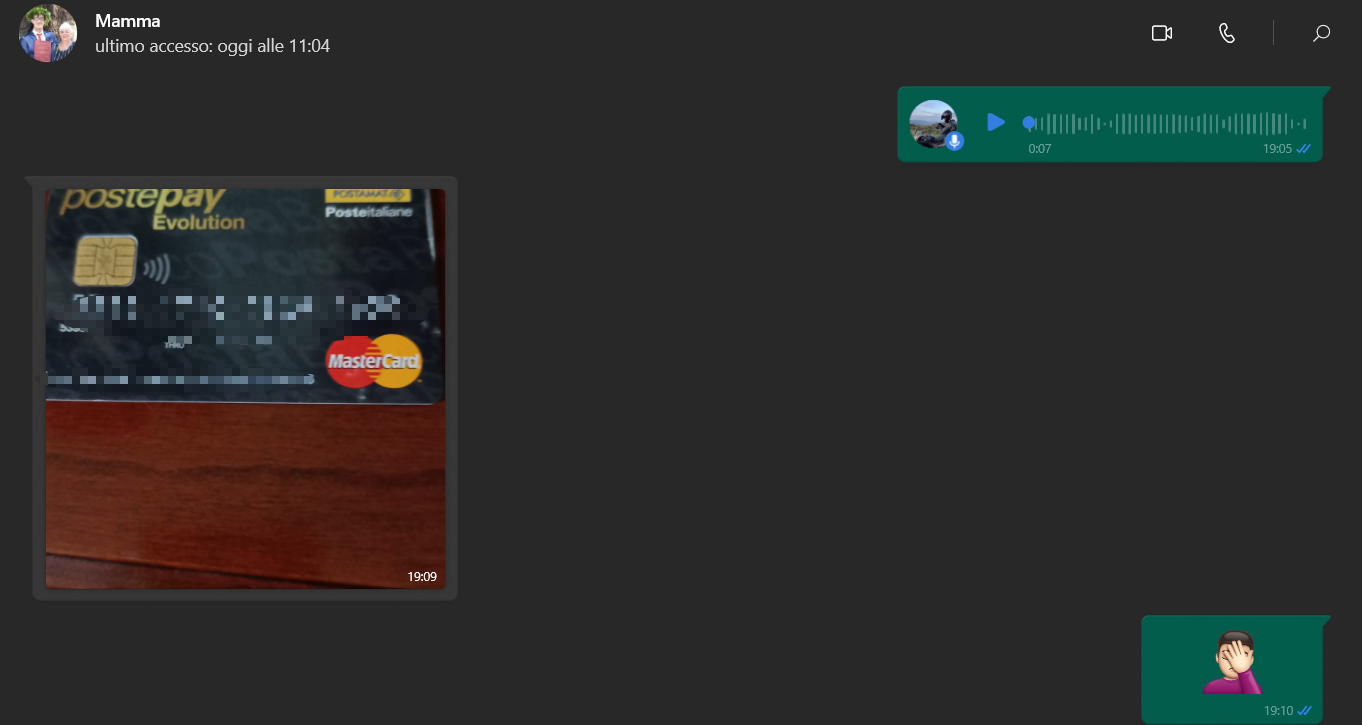 Mamma
ultimo accesso: oggi alle 11:04
0:07
19:05
postepay
Evolution
POSTAMAT
Posteitaliane
THRU
MasterCard
19:09
19:10